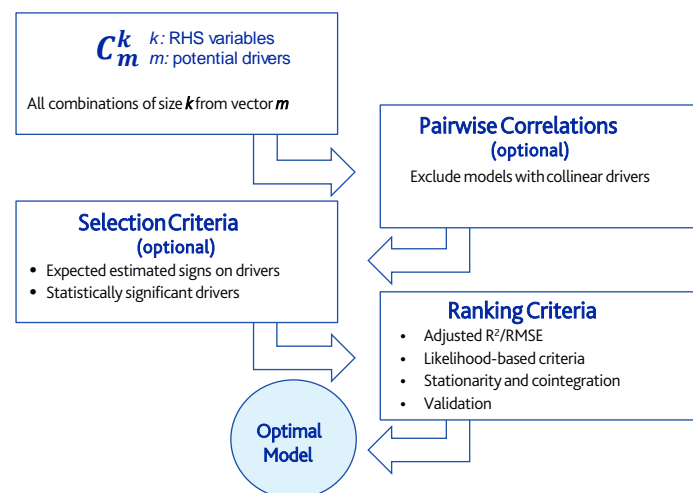 C_m^k
k: RHS variables
m: potential drivers
All combinations of size k from vector m
Pairwise Correlations
(optional)
Exclude models with collinear drivers
Selection Criteria
(optional)
• Expected estimated signs on drivers
• Statistically significant drivers
Ranking Criteria
• Adjusted R²/RMSE
• Likelihood-based criteria
• Stationarity and cointegration
• Validation
Optimal
Model